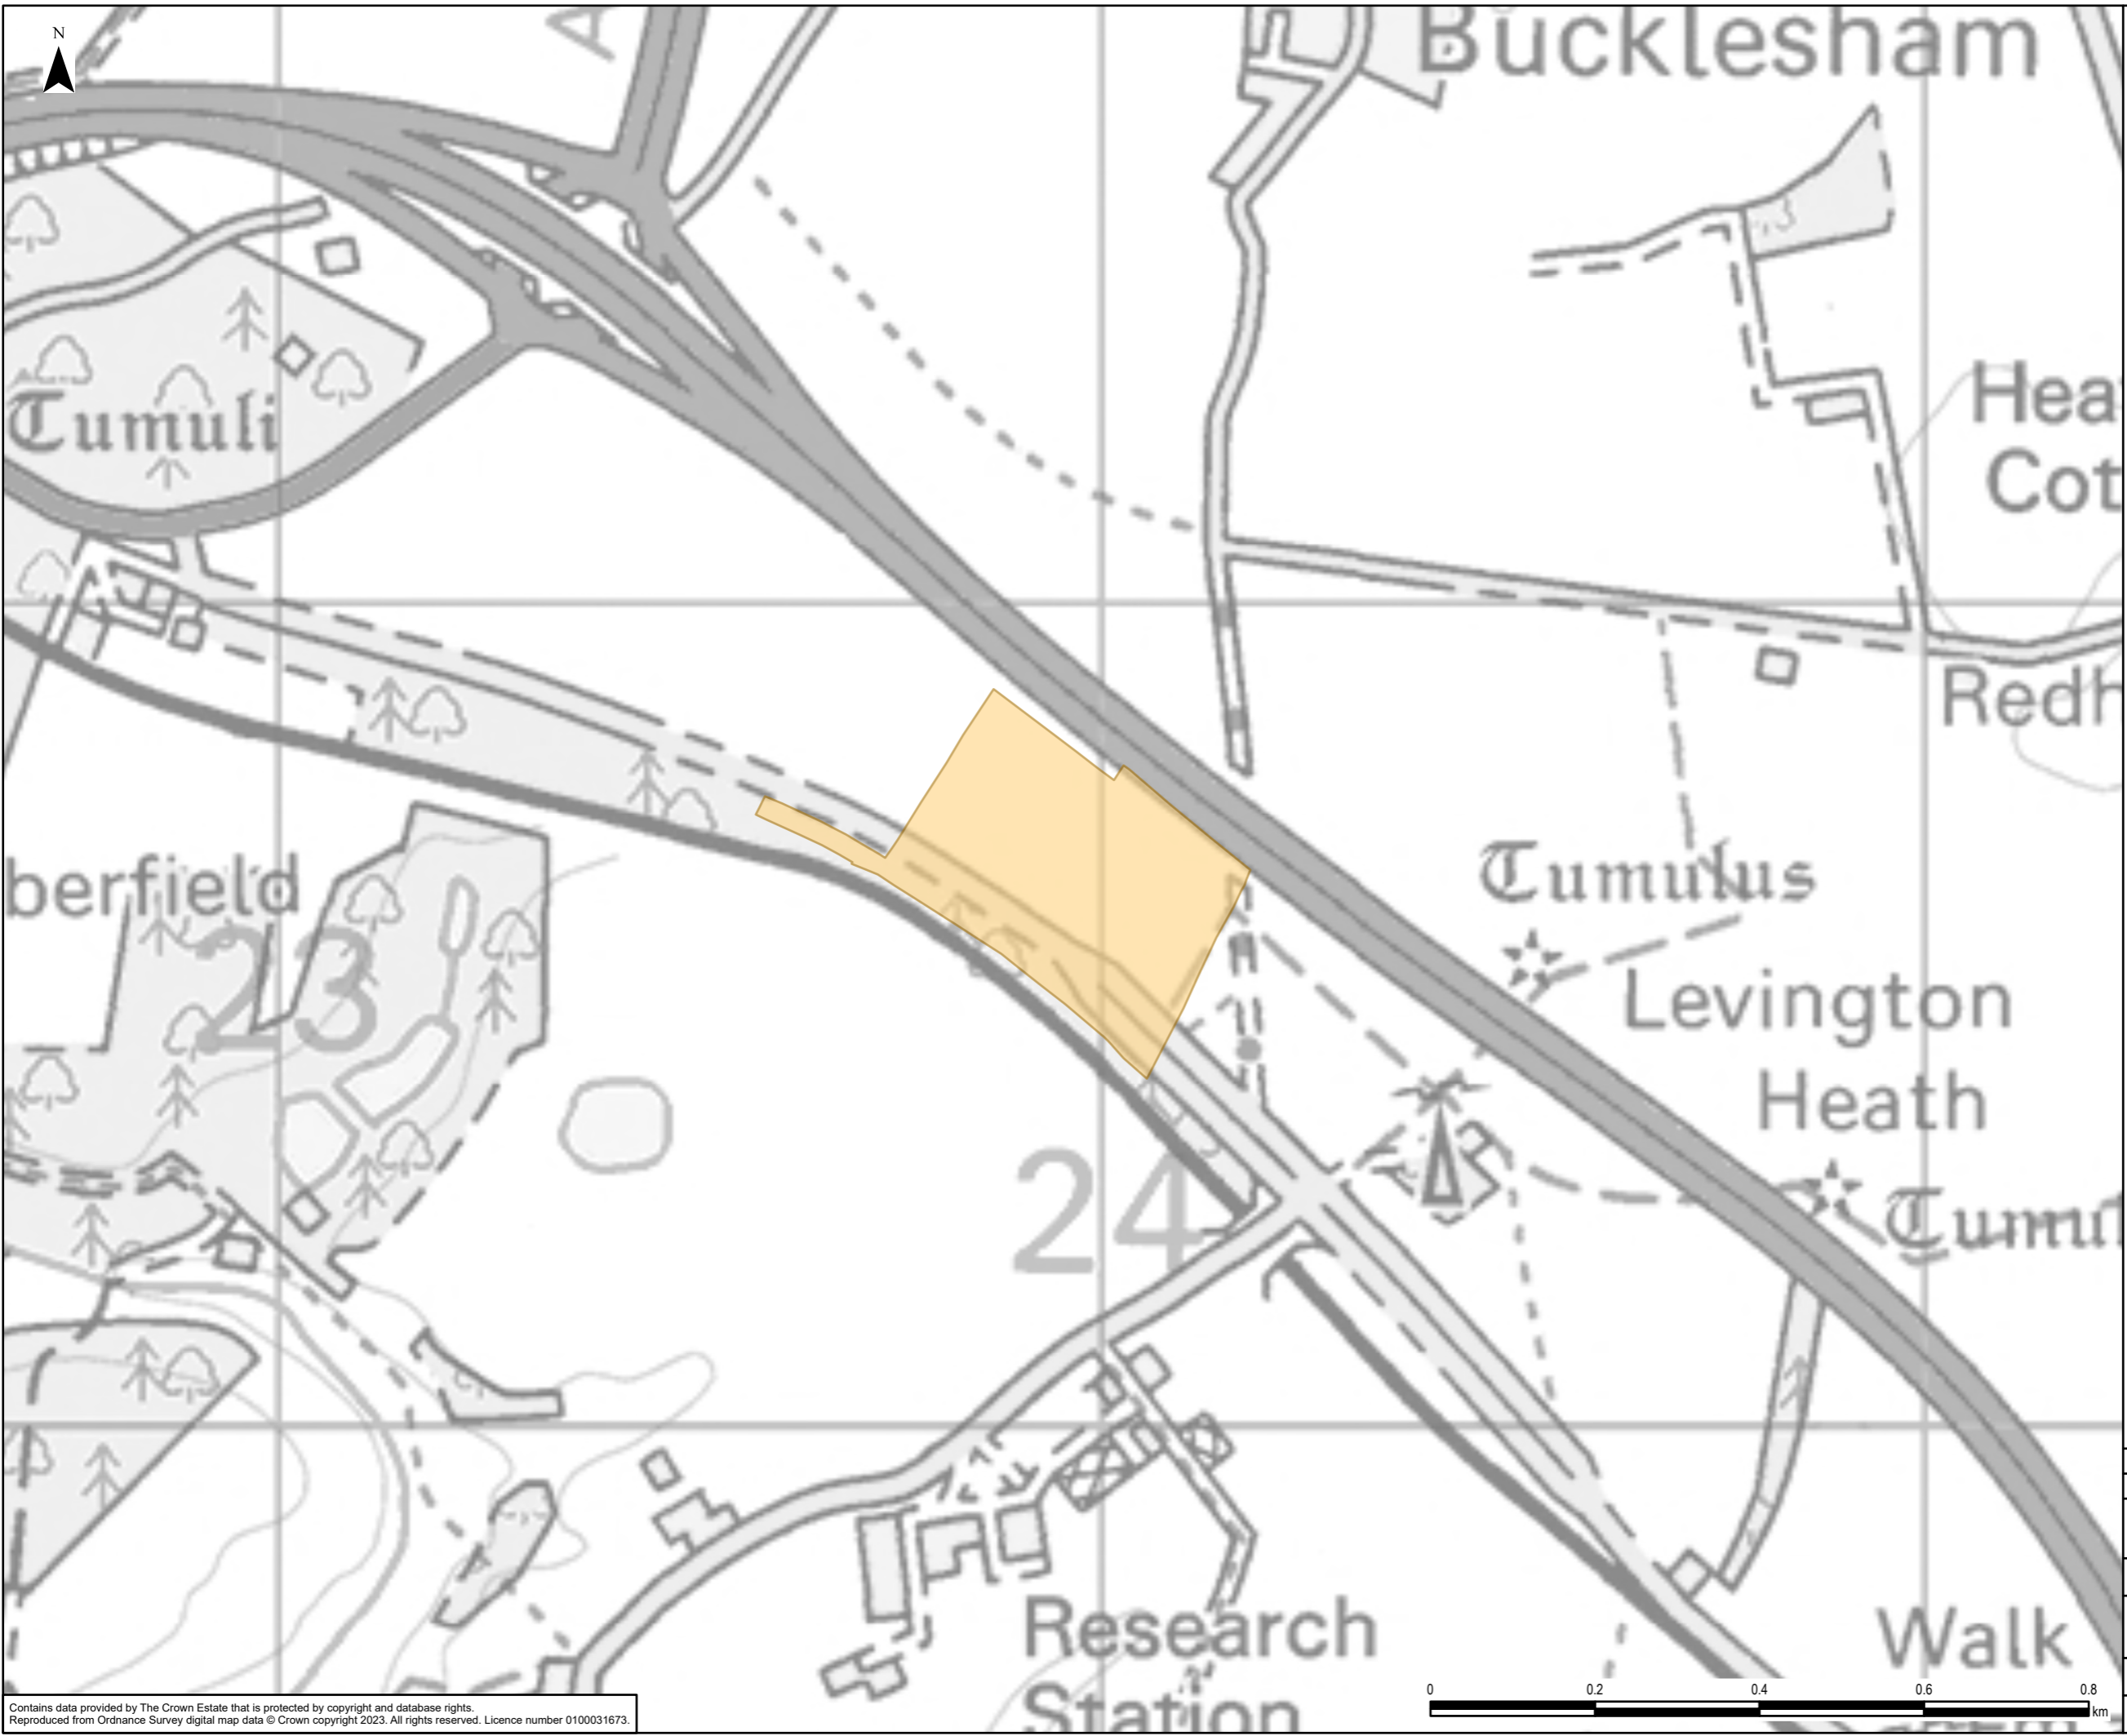 N
A
Bucklesham
Tumuli
Hea
Cot
Redh
berfield
23
Tumulus
Levington
Heath
24
Tumul
Research
Station
Walk
0 0.2 0.4 0.6 0.8
km
Contains data provided by The Crown Estate that is protected by copyright and database rights.
Reproduced from Ordnance Survey digital map data © Crown copyright 2023. All rights reserved. Licence number 0100031673.